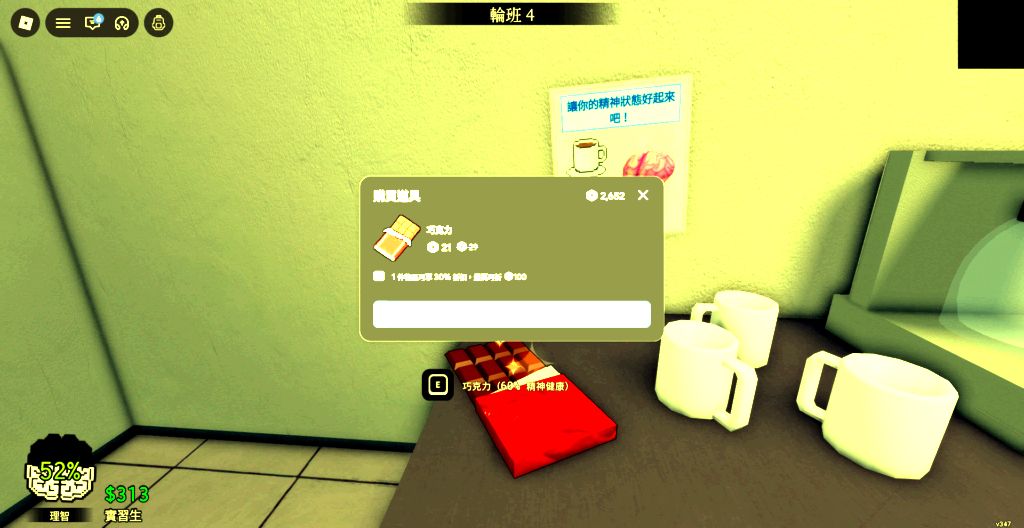 輪班 4
讓你的精神狀態好起來
吧！
購買道具
2,652
巧克力
21 29
E
巧克力（60% 精神健康）
52%
理智
$313
實習生
v347